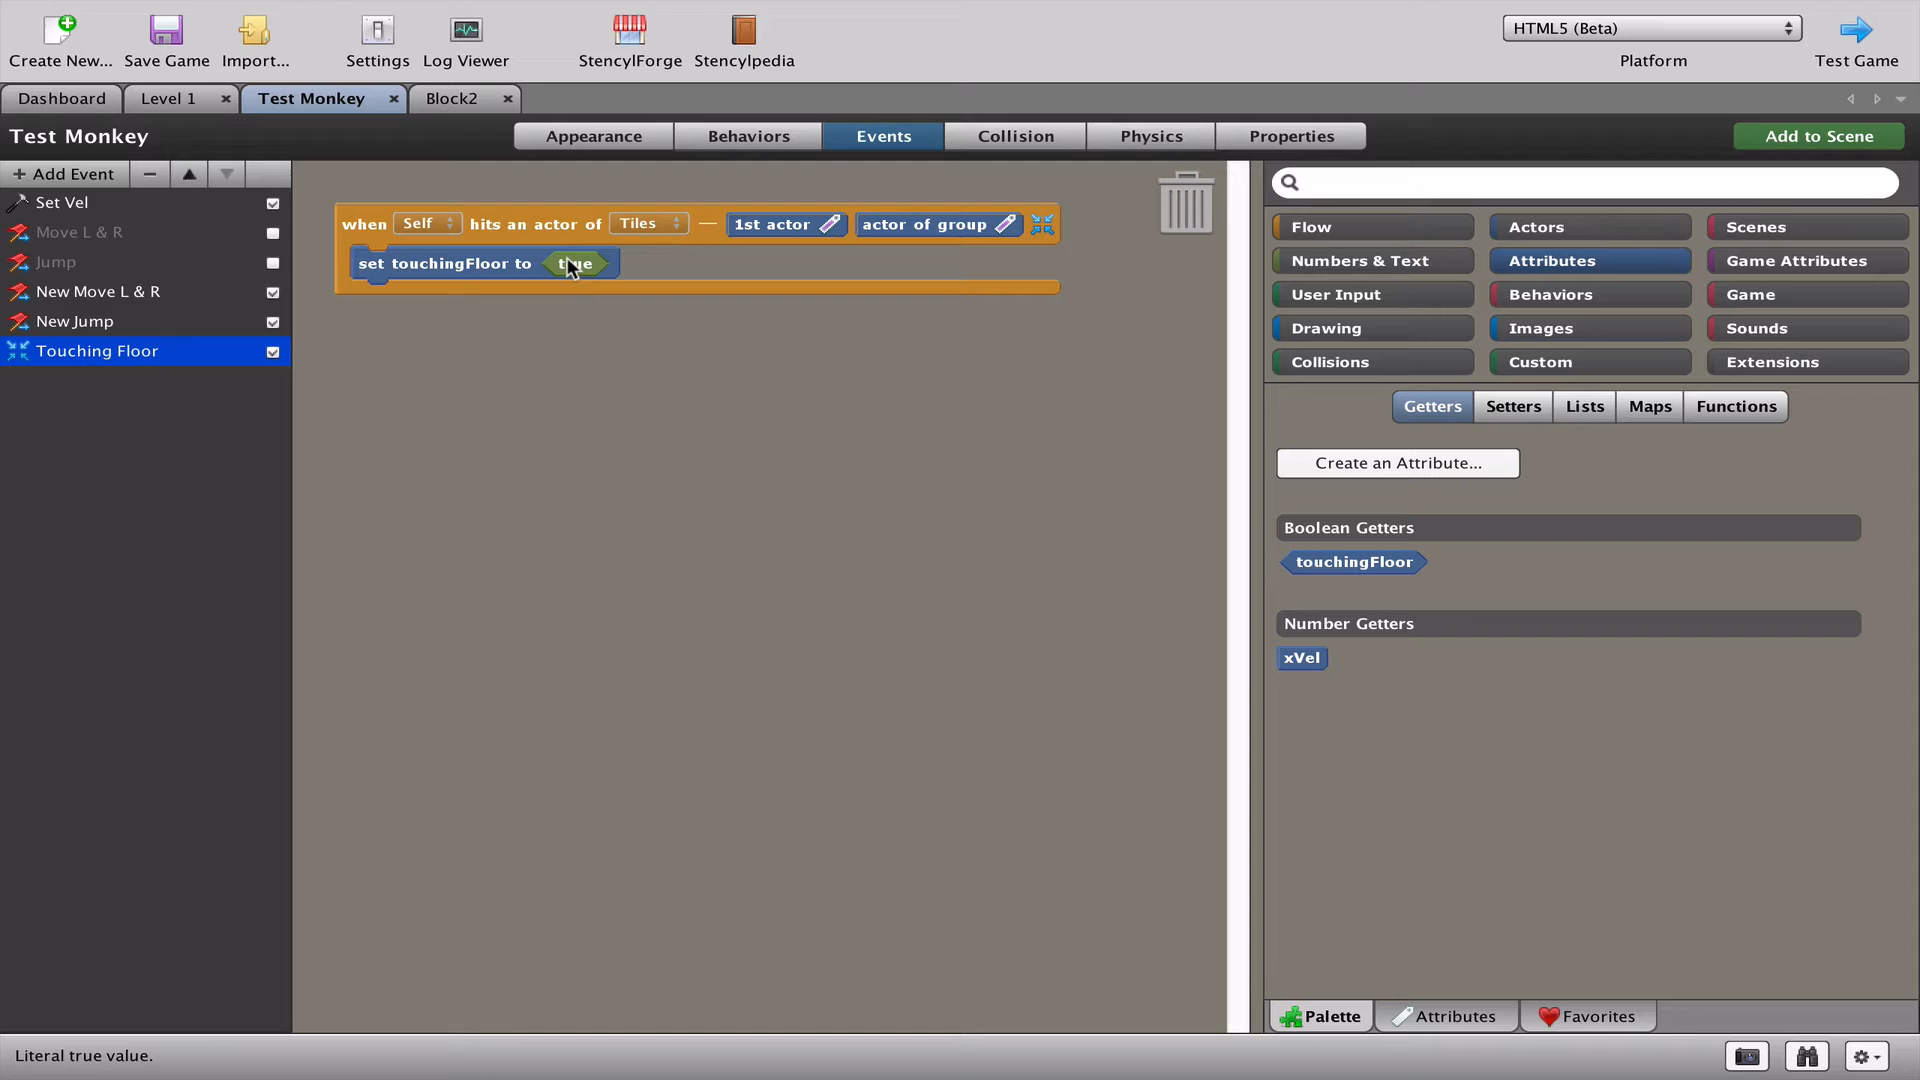 Create New...
Save Game
Import...
Settings
Log Viewer
StencylForge
Stencylpedia
HTML5 (Beta)
Platform
Test Game
Dashboard
Level 1
Test Monkey
Block2
Test Monkey
Appearance
Behaviors
Events
Collision
Physics
Properties
Add to Scene
+ Add Event
Set Vel
Move L & R
Jump
New Move L & R
New Jump
Touching Floor
when Self hits an actor of Tiles — 1st actor actor of group
set touchingFloor to true
Flow
Actors
Scenes
Numbers & Text
Attributes
Game Attributes
User Input
Behaviors
Game
Drawing
Images
Sounds
Collisions
Custom
Extensions
Getters
Setters
Lists
Maps
Functions
Create an Attribute...
Boolean Getters
touchingFloor
Number Getters
xVel
Palette
Attributes
Favorites
Literal true value.